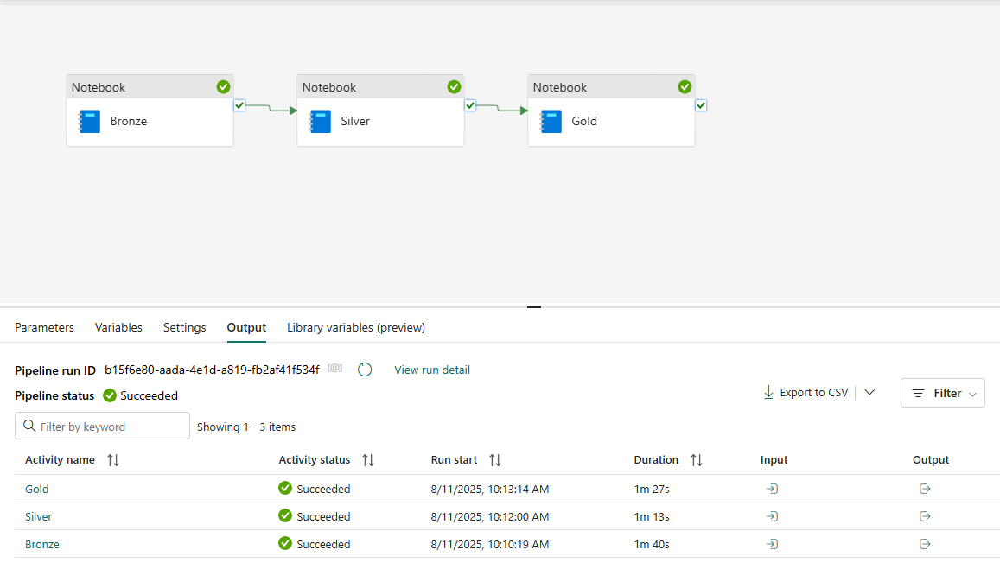 Notebook Notebook Notebook
Bronze Silver Gold
Parameters Variables Settings Output Library variables (preview)
Pipeline run ID b15f6e80-aada-4e1d-a819-fb2af41f534f [@] View run detail
Pipeline status Succeeded
Export to CSV Filter
Filter by keyword Showing 1 - 3 items
Activity name Activity status Run start Duration Input Output
Gold Succeeded 8/11/2025, 10:13:14 AM 1m 27s
Silver Succeeded 8/11/2025, 10:12:00 AM 1m 13s
Bronze Succeeded 8/11/2025, 10:10:19 AM 1m 40s